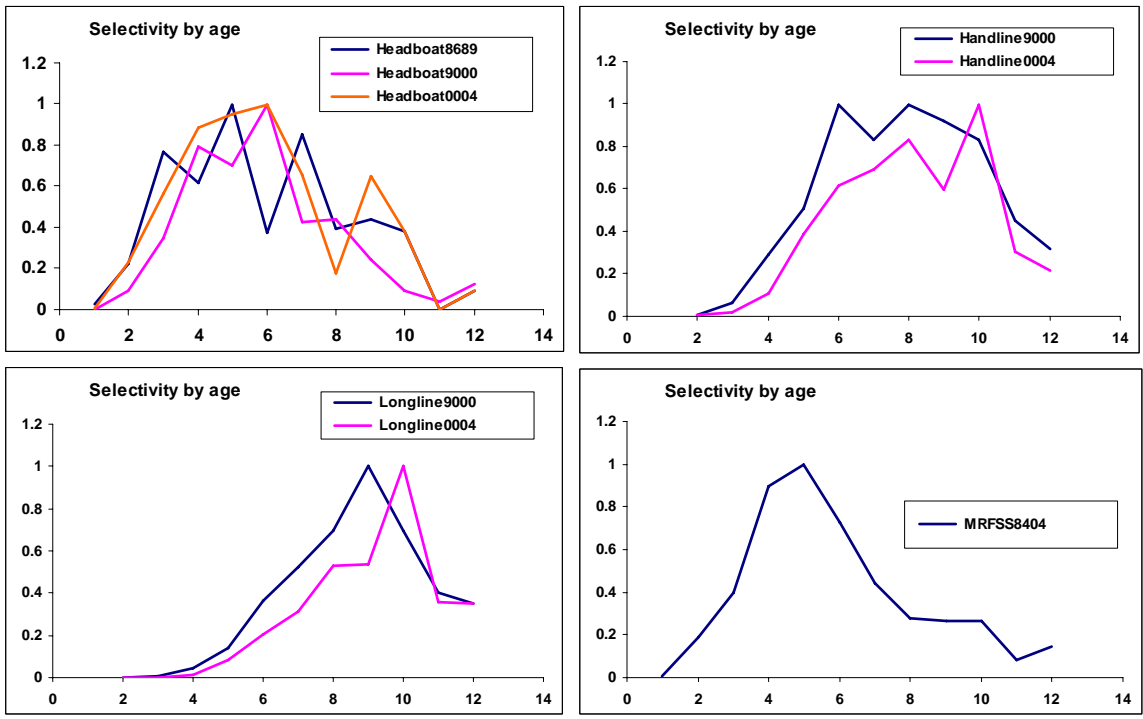 Selectivity by age
Headboat8689
Headboat9000
Headboat0004
1.2
1
0.8
0.6
0.4
0.2
0
0 2 4 6 8 10 12 14
Selectivity by age
Handline9000
Handline0004
1.2
1
0.8
0.6
0.4
0.2
0
0 2 4 6 8 10 12 14
Selectivity by age
Longline9000
Longline0004
1.2
1
0.8
0.6
0.4
0.2
0
0 2 4 6 8 10 12 14
Selectivity by age
MRFSS8404
1.2
1
0.8
0.6
0.4
0.2
0
0 2 4 6 8 10 12 14